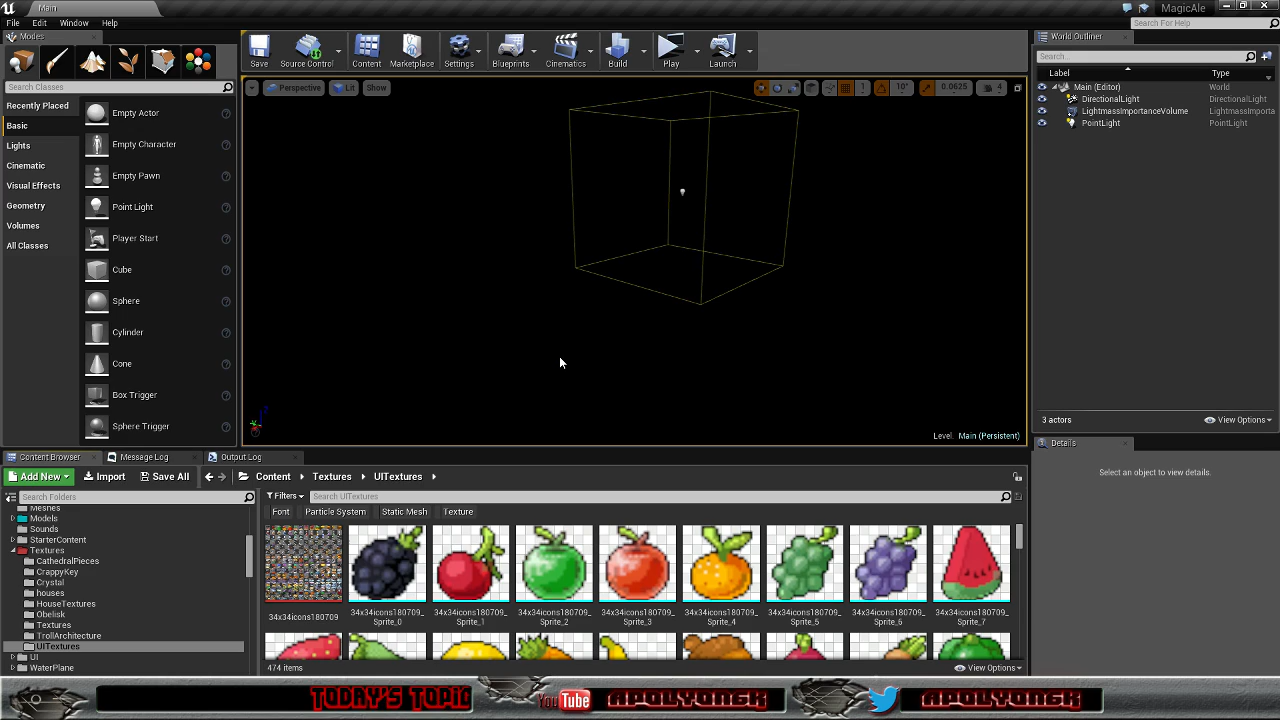 Main
MagicAle
File Edit Window Help
Search For Help
Modes
World Outliner
Save Source Control Content Marketplace Settings Blueprints Cinematics Build Play Launch
Search Classes
Search...
Perspective Lit Show
1 10° 0.0625 4
Label Type
Recently Placed
Basic
Lights
Cinematic
Visual Effects
Geometry
Volumes
All Classes
Empty Actor
Empty Character
Empty Pawn
Point Light
Player Start
Cube
Sphere
Cylinder
Cone
Box Trigger
Sphere Trigger
Main (Editor) World
DirectionalLight DirectionalLight
LightmassImportanceVolume LightmassImporta
PointLight PointLight
Level: Main (Persistent)
3 actors View Options
Details
Select an object to view details.
Content Browser Message Log Output Log
Add New Import Save All Content Textures UITextures
Search Folders
Filters Search UITextures
Font Particle System Static Mesh Texture
Meshes
Models
Sounds
StarterContent
Textures
CathedralPieces
CrappyKey
Crystal
houses
HouseTextures
Obelisk
Textures
TrollArchitecture
UITextures
UI
WaterPlane
34x34icons180709
34x34icons180709_
Sprite_0
34x34icons180709_
Sprite_1
34x34icons180709_
Sprite_2
34x34icons180709_
Sprite_3
34x34icons180709_
Sprite_4
34x34icons180709_
Sprite_5
34x34icons180709_
Sprite_6
34x34icons180709_
Sprite_7
474 items View Options
TODAY'S TOPIC
YouTube APOLYONGK
APOLYONGK